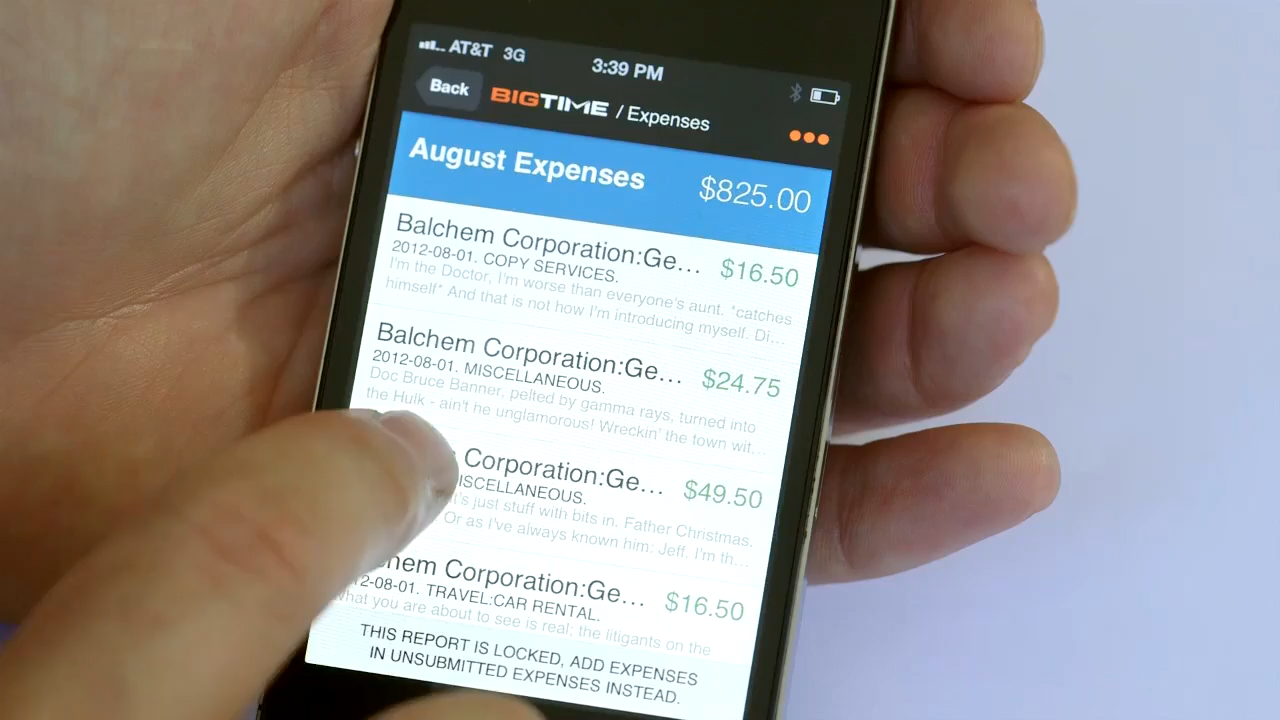 AT&T 3G 3:39 PM
Back BIGTIME / Expenses
August Expenses $825.00
Balchem Corporation:Ge... $16.50
2012-08-01. COPY SERVICES.
I'm the Doctor, I'm worse than everyone's aunt. *catches
himself* And that is not how I'm introducing myself. Di...
Balchem Corporation:Ge... $24.75
2012-08-01. MISCELLANEOUS.
Doc Bruce Banner, pelted by gamma rays, turned into
the Hulk - ain't he unglamorous! Wreckin' the town wit...
Corporation:Ge... $49.50
ISCELLANEOUS.
t's just stuff with bits in. Father Christmas.
Or as I've always known him: Jeff. I'm th...
chem Corporation:Ge... $16.50
2-08-01. TRAVEL:CAR RENTAL.
what you are about to see is real; the litigants on the
THIS REPORT IS LOCKED, ADD EXPENSES
IN UNSUBMITTED EXPENSES INSTEAD.